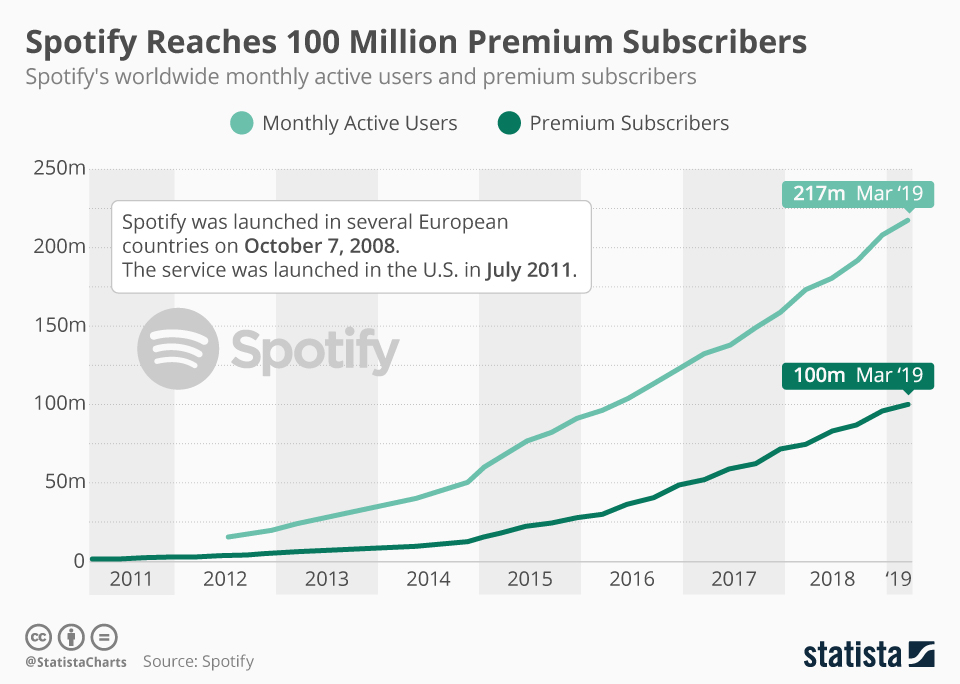 Spotify Reaches 100 Million Premium Subscribers
Spotify's worldwide monthly active users and premium subscribers
Monthly Active Users
Premium Subscribers
250m
200m
150m
100m
50m
0
217m Mar ‘19
Spotify was launched in several European
countries on October 7, 2008.
The service was launched in the U.S. in July 2011.
Spotify
100m Mar ‘19
2011 2012 2013 2014 2015 2016 2017 2018 ‘19
cc
@StatistaCharts Source: Spotify
statista